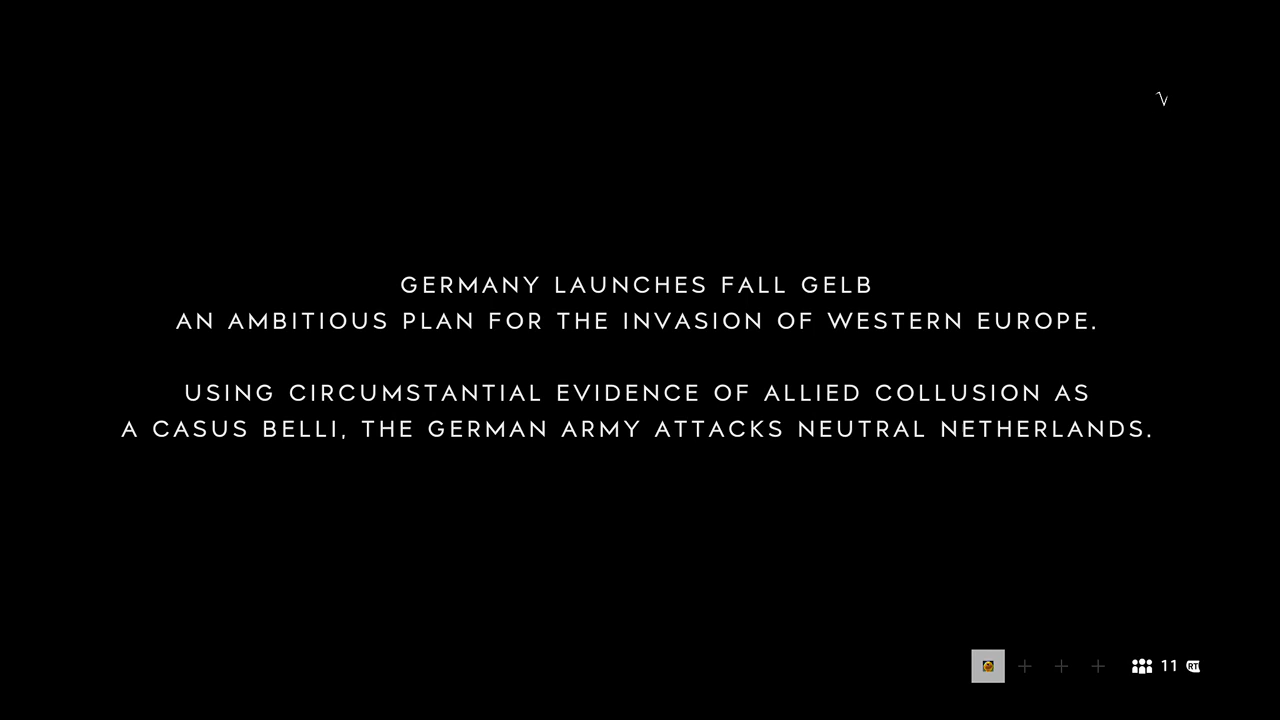 GERMANY LAUNCHES FALL GELB
AN AMBITIOUS PLAN FOR THE INVASION OF WESTERN EUROPE.
USING CIRCUMSTANTIAL EVIDENCE OF ALLIED COLLUSION AS
A CASUS BELLI, THE GERMAN ARMY ATTACKS NEUTRAL NETHERLANDS.
11 RT